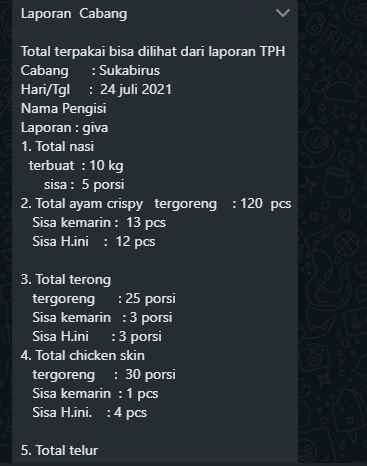 Laporan Cabang
Total terpakai bisa dilihat dari laporan TPH
Cabang : Sukabirus
Hari/Tgl : 24 juli 2021
Nama Pengisi
Laporan : giva
1. Total nasi
terbuat : 10 kg
sisa : 5 porsi
2. Total ayam crispy tergoreng : 120 pcs
Sisa kemarin : 13 pcs
Sisa H.ini : 12 pcs
3. Total terong
tergoreng : 25 porsi
Sisa kemarin : 3 porsi
Sisa H.ini : 3 porsi
4. Total chicken skin
tergoreng : 30 porsi
Sisa kemarin : 1 pcs
Sisa H.ini. : 4 pcs
5. Total telur